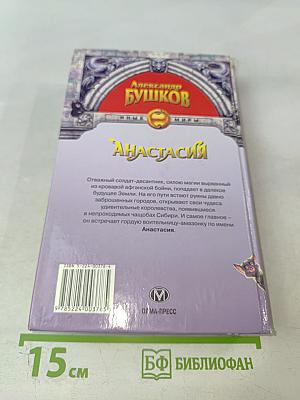 Александр
БУШКОВ
ИНЫЕ МИРЫ
АНАСТАСИЯ
Отважный солдат-десантник, силою магии вырванный
из кровавой афганской бойни, попадает в далекое
будущее Земли. На его пути встают руины давно
заброшенных городов, открывают свои чудеса
удивительные королевства, появившиеся
в непроходимых чащобах Сибири. И самое главное –
он встречает гордую воительницу-амазонку по имени
Анастасия.
ОЛМА-ПРЕСС
15 см
БФ БИБЛИОФАН